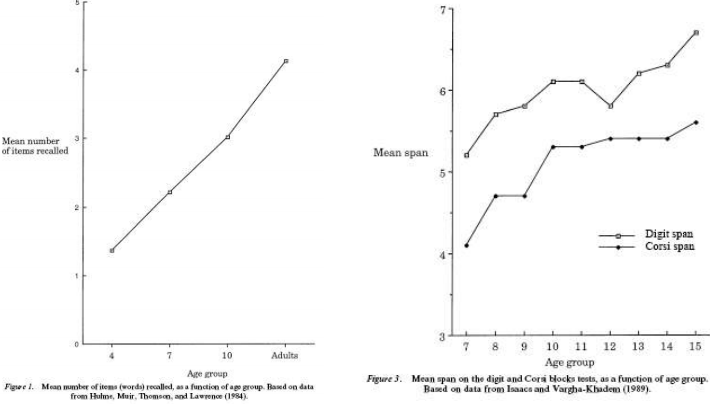 5
4
Mean number
of items recalled
3
2
1
0
4 7 10 Adults
Age group
Figure 1. Mean number of items (words) recalled, as a function of age group. Based on data
from Hulme, Muir, Thomson, and Lawrence (1984).
7
6
Mean span
5
Digit span
Corsi span
4
3
7 8 9 10 11 12 13 14 15
Age group
Figure 3. Mean span on the digit and Corsi blocks tests, as a function of age group.
Based on data from Isaacs and Vargha-Khadem (1989).